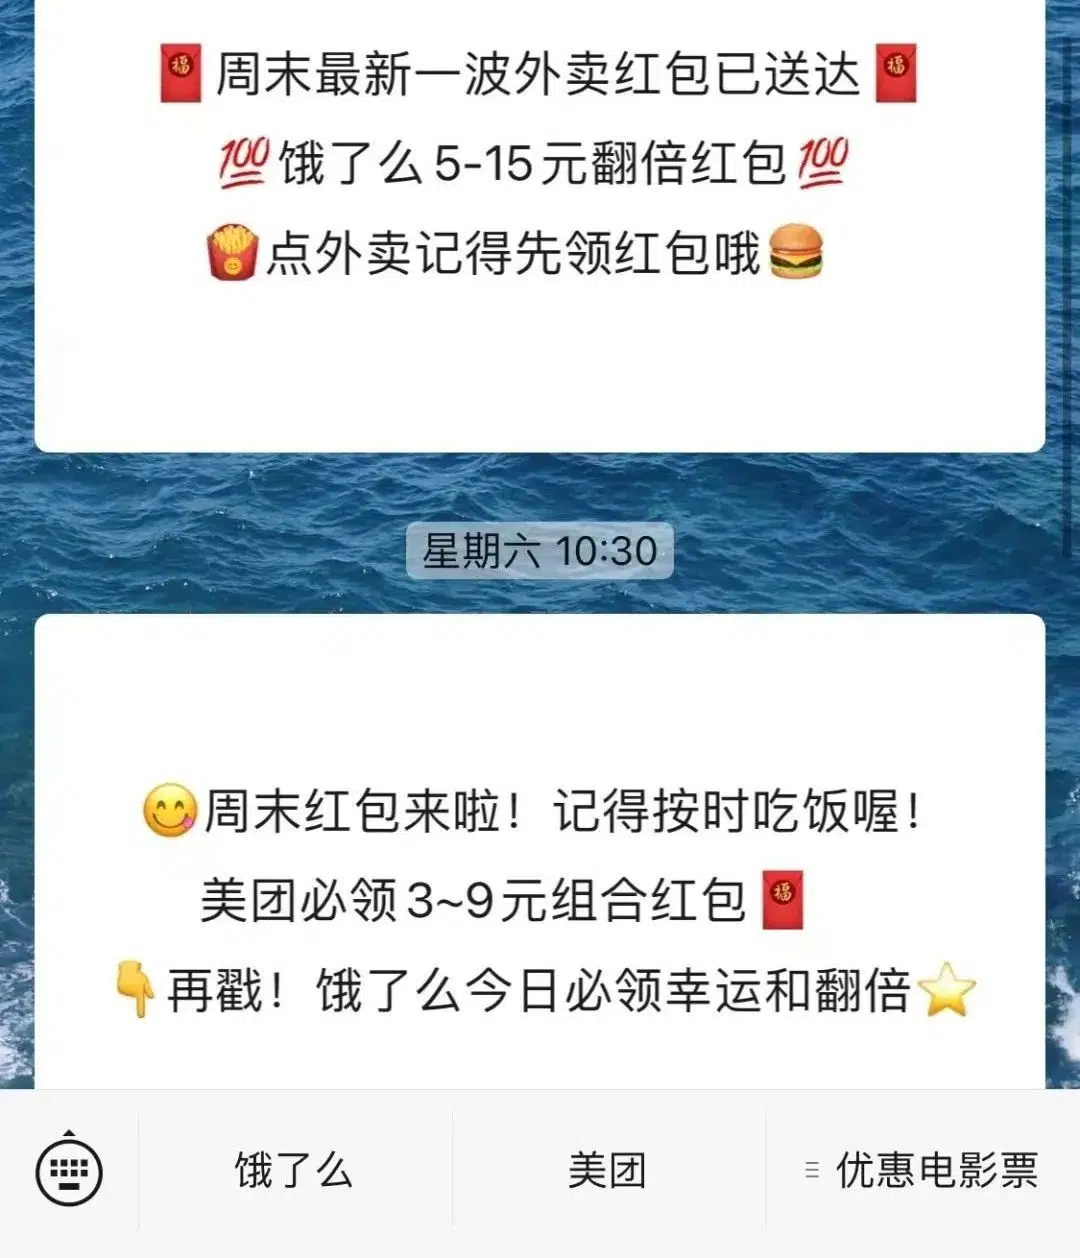 周末最新一波外卖红包已送达
饿了么5-15元翻倍红包
点外卖记得先领红包哦
星期六 10:30
周末红包来啦！记得按时吃饭喔！
美团必领3~9元组合红包
再戳！饿了么今日必领幸运和翻倍
饿了么
美团
优惠电影票